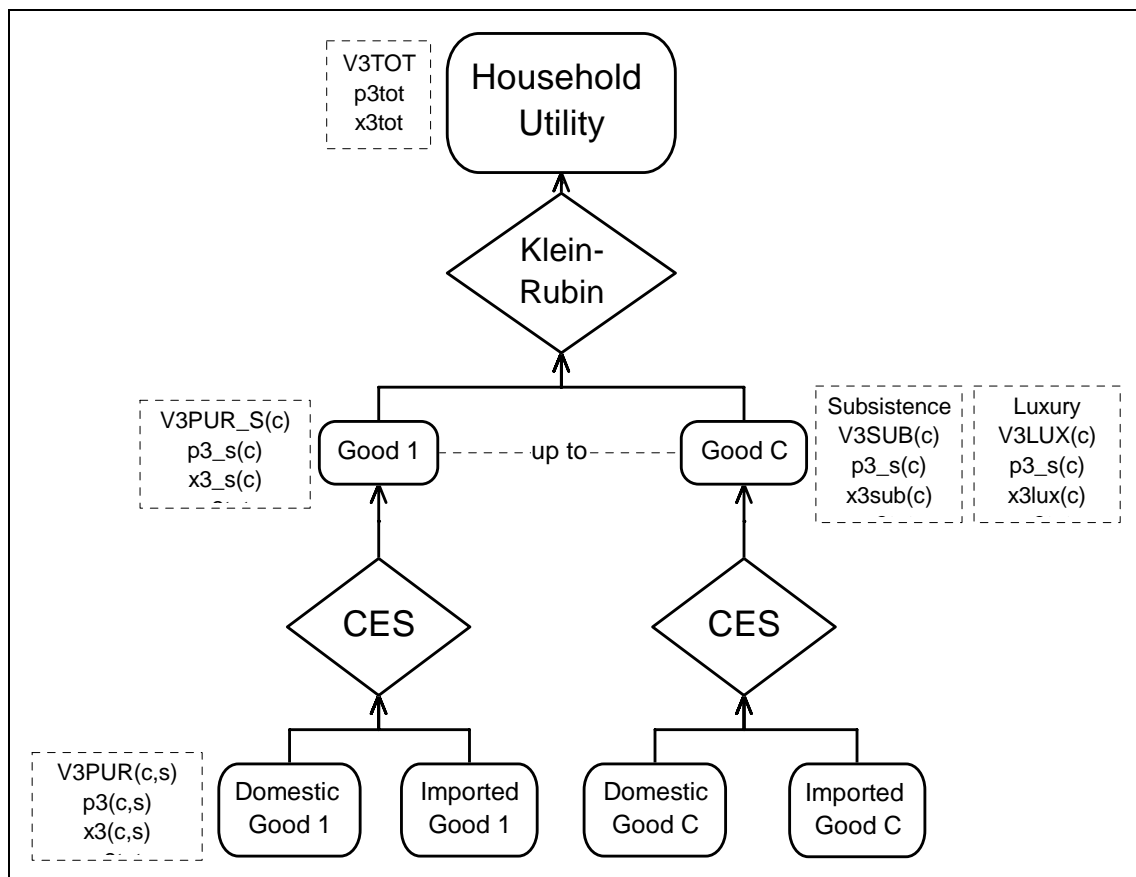 V3TOT
p3tot
x3tot
Household
Utility
Klein-
Rubin
V3PUR_S(c)
p3_s(c)
x3_s(c)
Good 1
up to
Good C
Subsistence
V3SUB(c)
p3_s(c)
x3sub(c)
Luxury
V3LUX(c)
p3_s(c)
x3lux(c)
CES
CES
V3PUR(c,s)
p3(c,s)
x3(c,s)
Domestic
Good 1
Imported
Good 1
Domestic
Good C
Imported
Good C